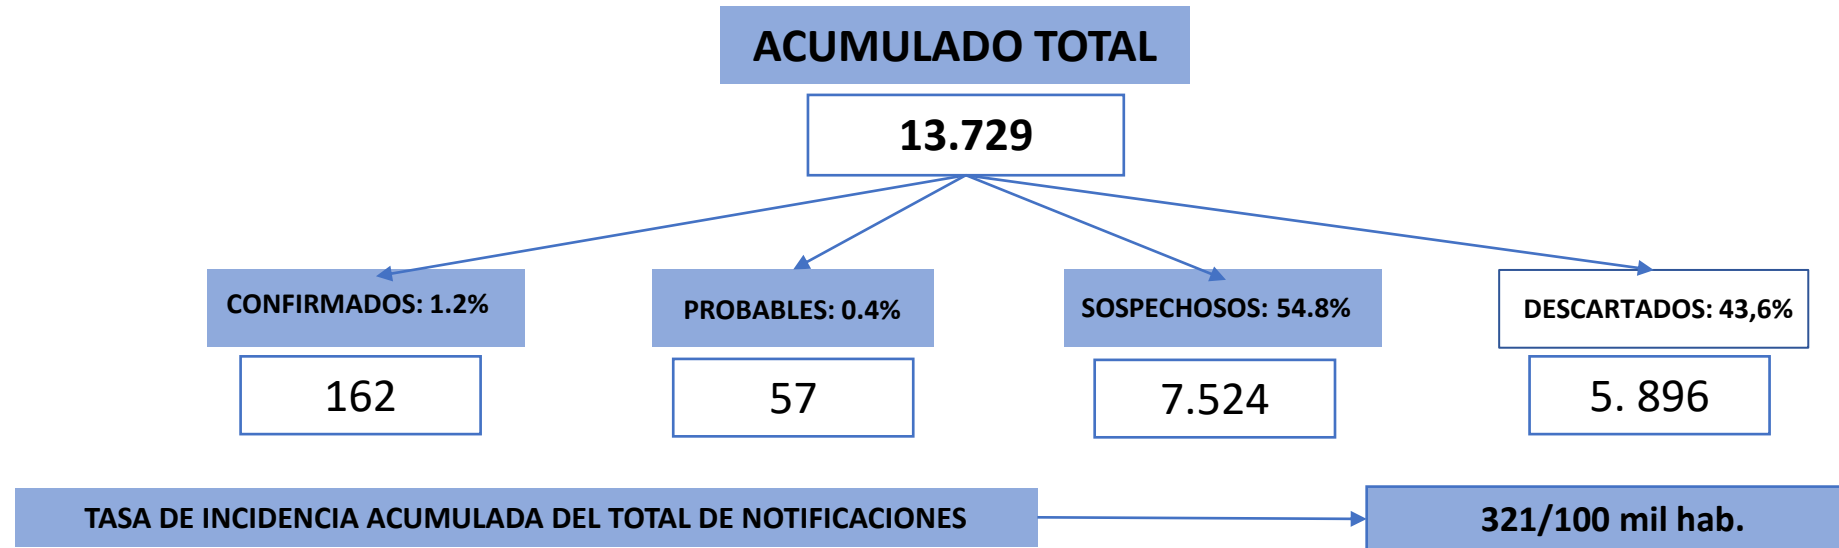 ACUMULADO TOTAL
13.729
CONFIRMADOS: 1.2%
PROBABLES: 0.4%
SOSPECHOSOS: 54.8%
DESCARTADOS: 43,6%
162
57
7.524
5. 896
TASA DE INCIDENCIA ACUMULADA DEL TOTAL DE NOTIFICACIONES
321/100 mil hab.